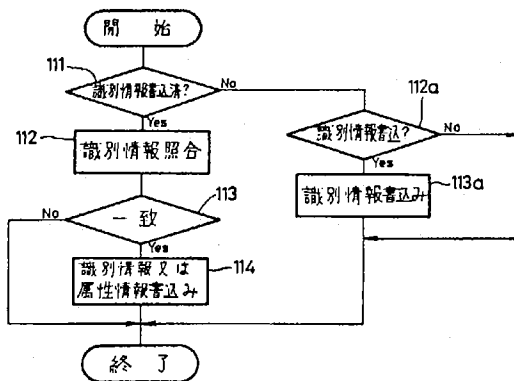 開始
111
識別情報書込済?
No
112a
Yes
112
識別情報書込?
No
識別情報照合
Yes
113a
識別情報書込み
113
No
一致
Yes
識別情報又は
属性情報書込み
114
終了